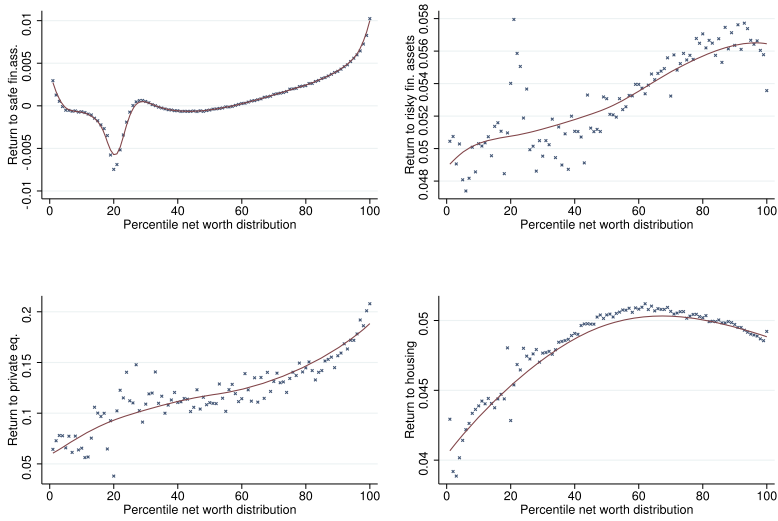 Return to safe fin.ass.
0.01
0.005
0
-0.005
-0.01
0 20 40 60 80 100
Percentile net worth distribution
Return to risky fin. assets
0.058
0.056
0.054
0.052
0.05
0.048
0 20 40 60 80 100
Percentile net worth distribution
Return to private eq.
0.2
0.15
0.1
0.05
0 20 40 60 80 100
Percentile net worth distribution
Return to housing
0.05
0.045
0.04
0 20 40 60 80 100
Percentile net worth distribution